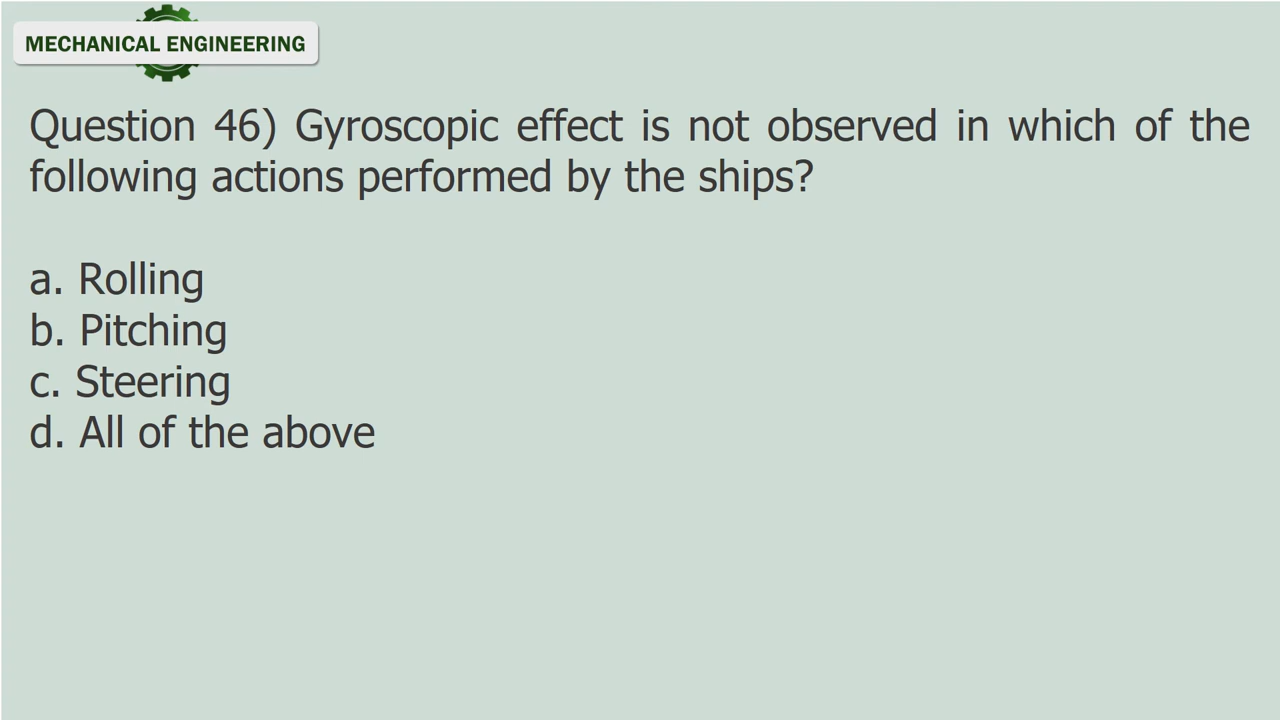 MECHANICAL ENGINEERING
Question 46) Gyroscopic effect is not observed in which of the
following actions performed by the ships?
a. Rolling
b. Pitching
c. Steering
d. All of the above